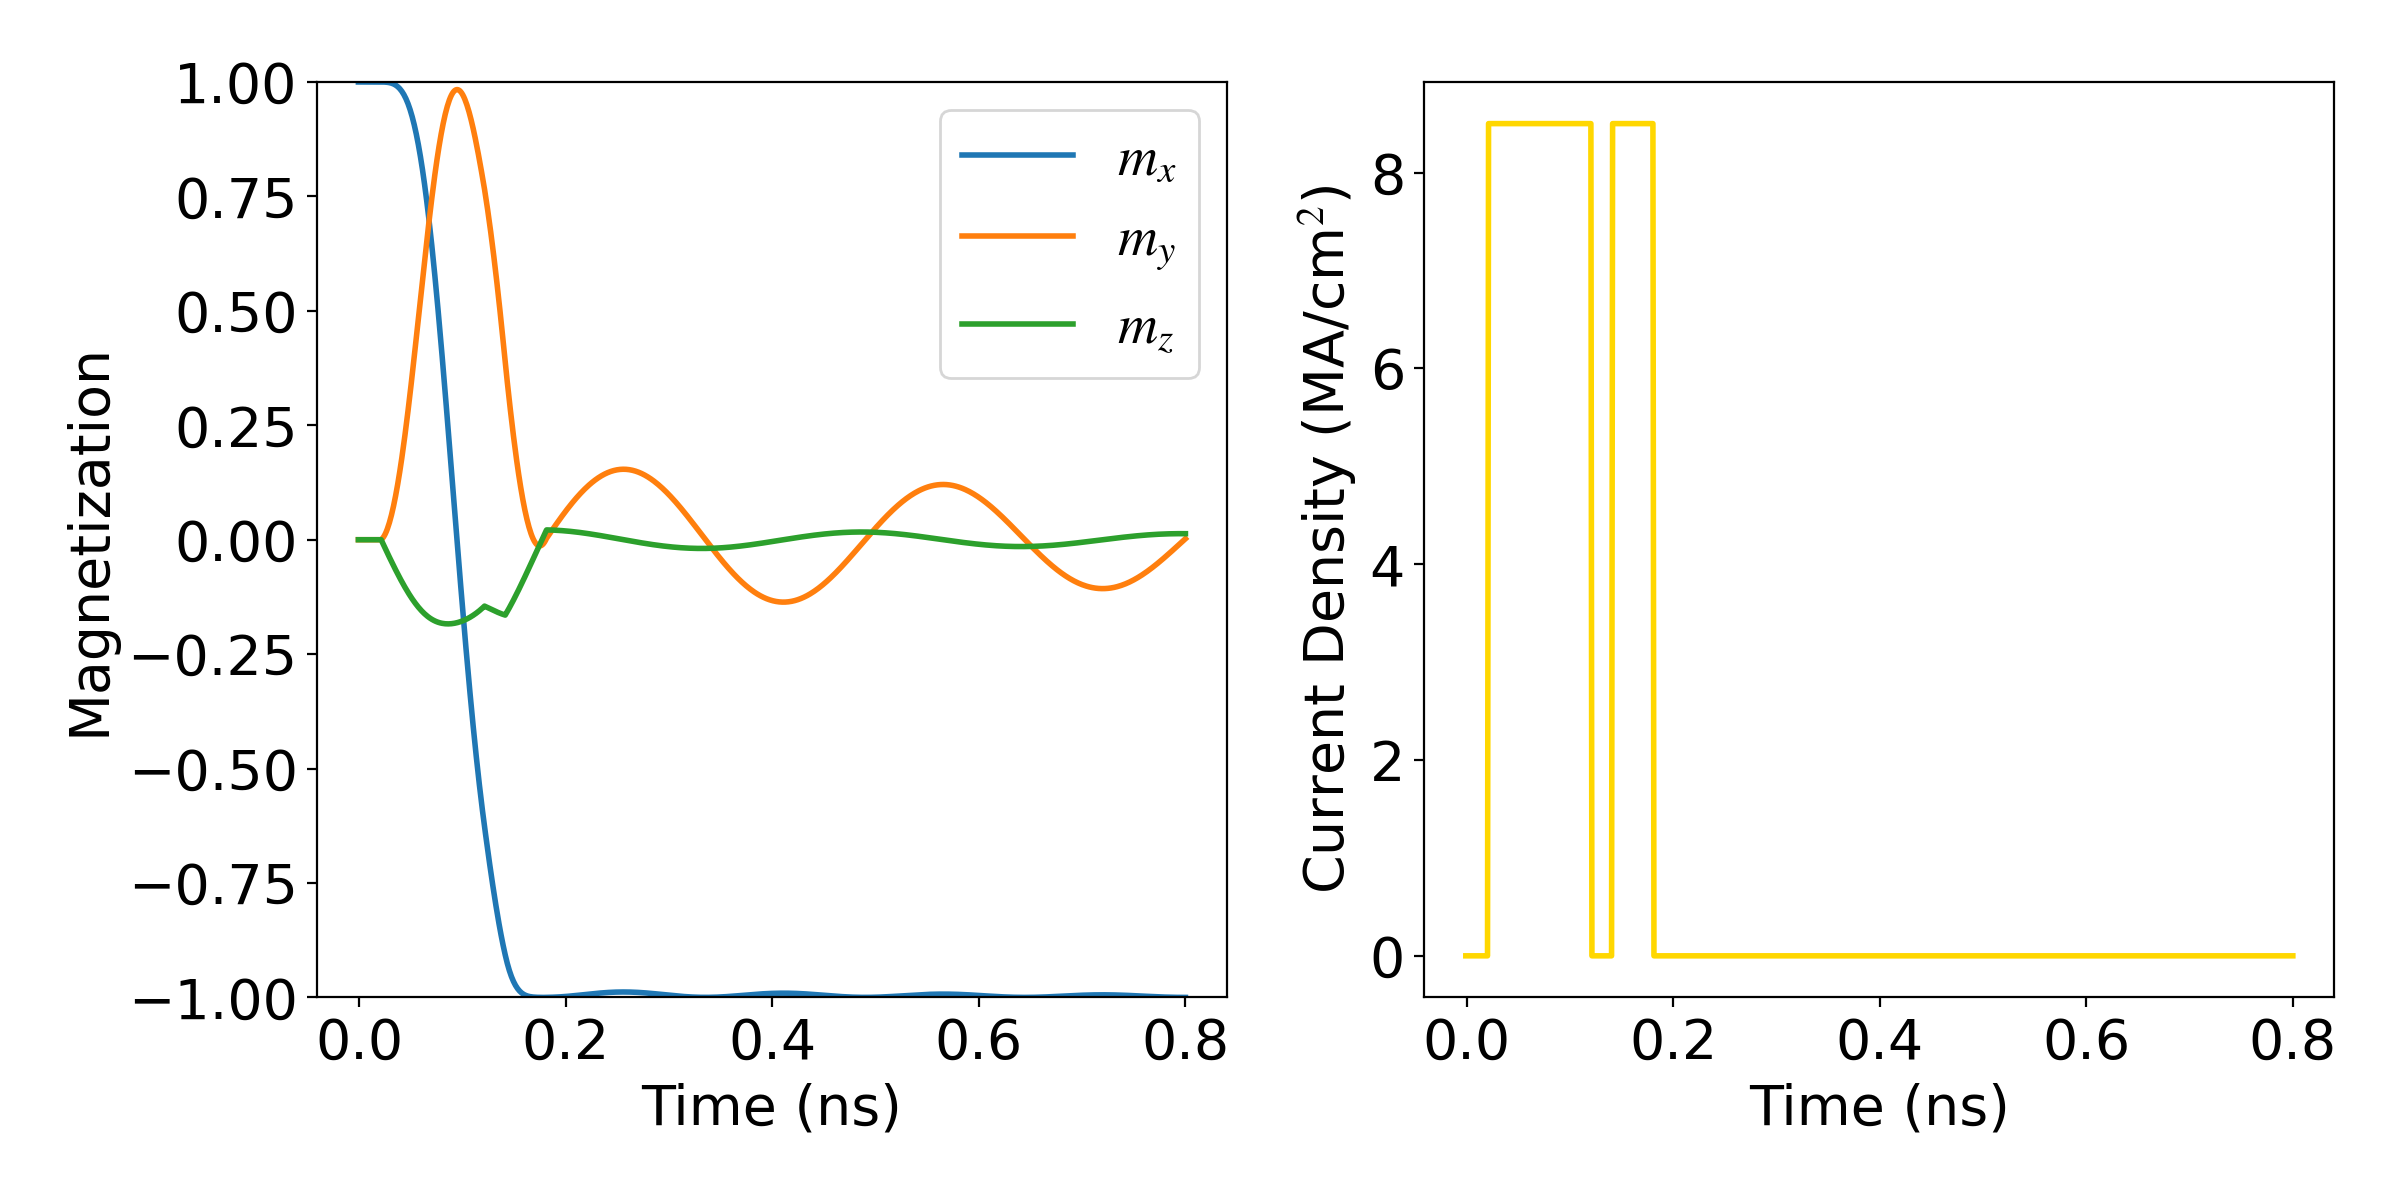 1.00
0.75
0.50
0.25
0.00
−0.25
−0.50
−0.75
−1.00
Magnetization
0.0 0.2 0.4 0.6 0.8
Time (ns)
m_x
m_y
m_z
8
6
4
2
0
Current Density (MA/cm²)
0.0 0.2 0.4 0.6 0.8
Time (ns)